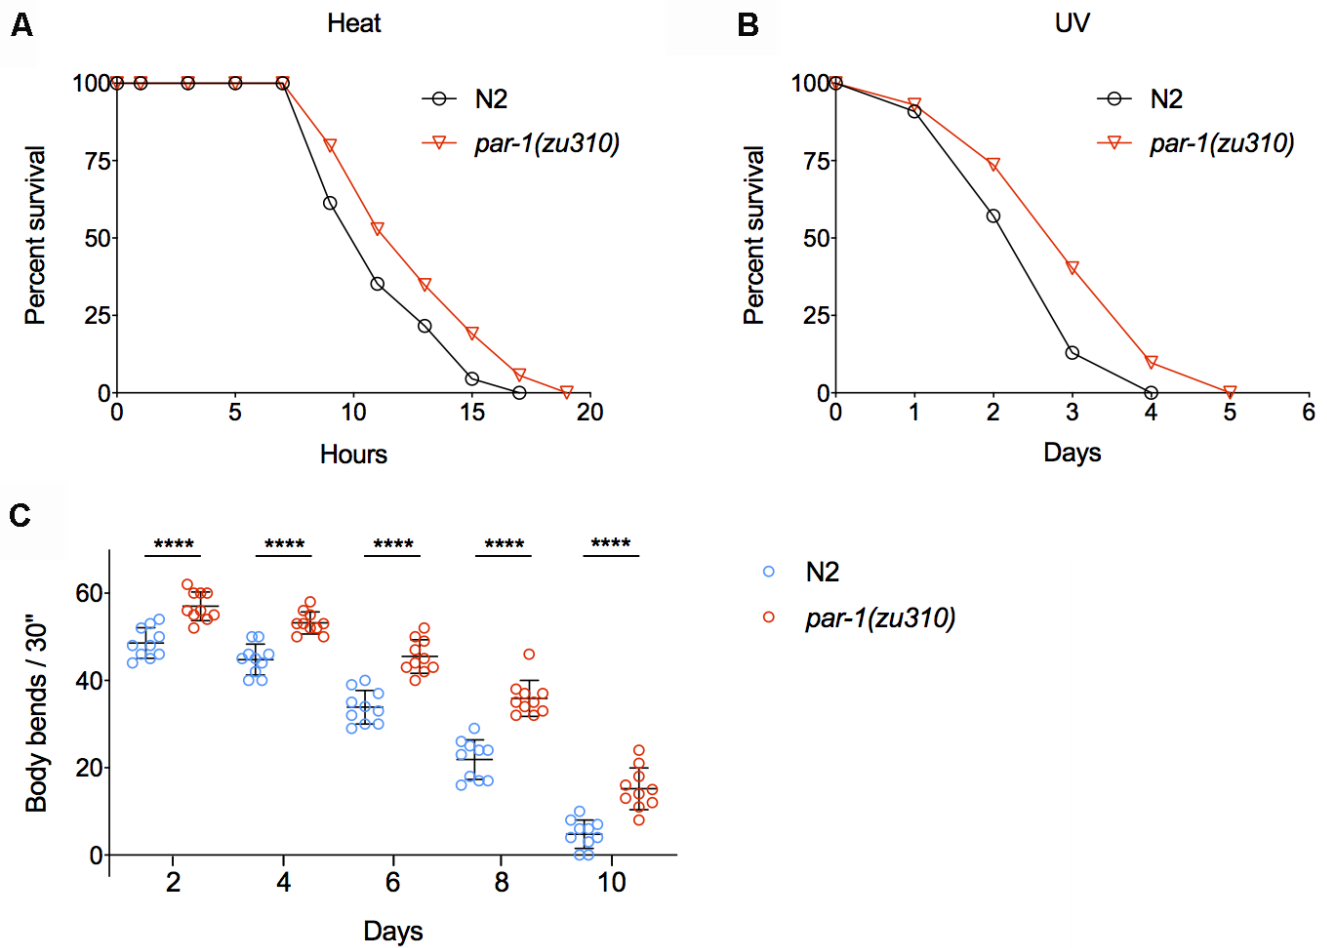 A
Heat
100
75
50
25
0
0 5 10 15 20
Percent survival
Hours
N2
par-1(zu310)
B
UV
100
75
50
25
0
0 1 2 3 4 5 6
Percent survival
Days
N2
par-1(zu310)
C
**** **** **** **** ****
60
40
20
0
2 4 6 8 10
Body bends / 30"
Days
N2
par-1(zu310)